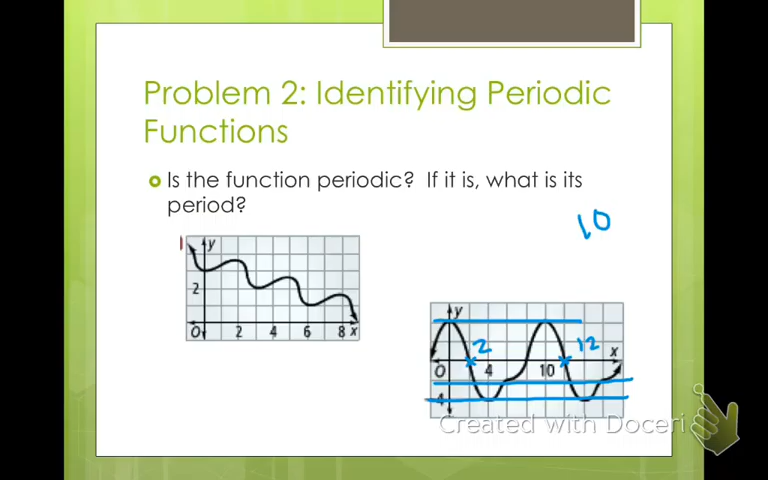 Problem 2: Identifying Periodic
Functions
Is the function periodic? If it is, what is its
period?
10
y
2
O 2 4 6 8 x
y
2 12 x
O 4 10
4
Created with Doceri